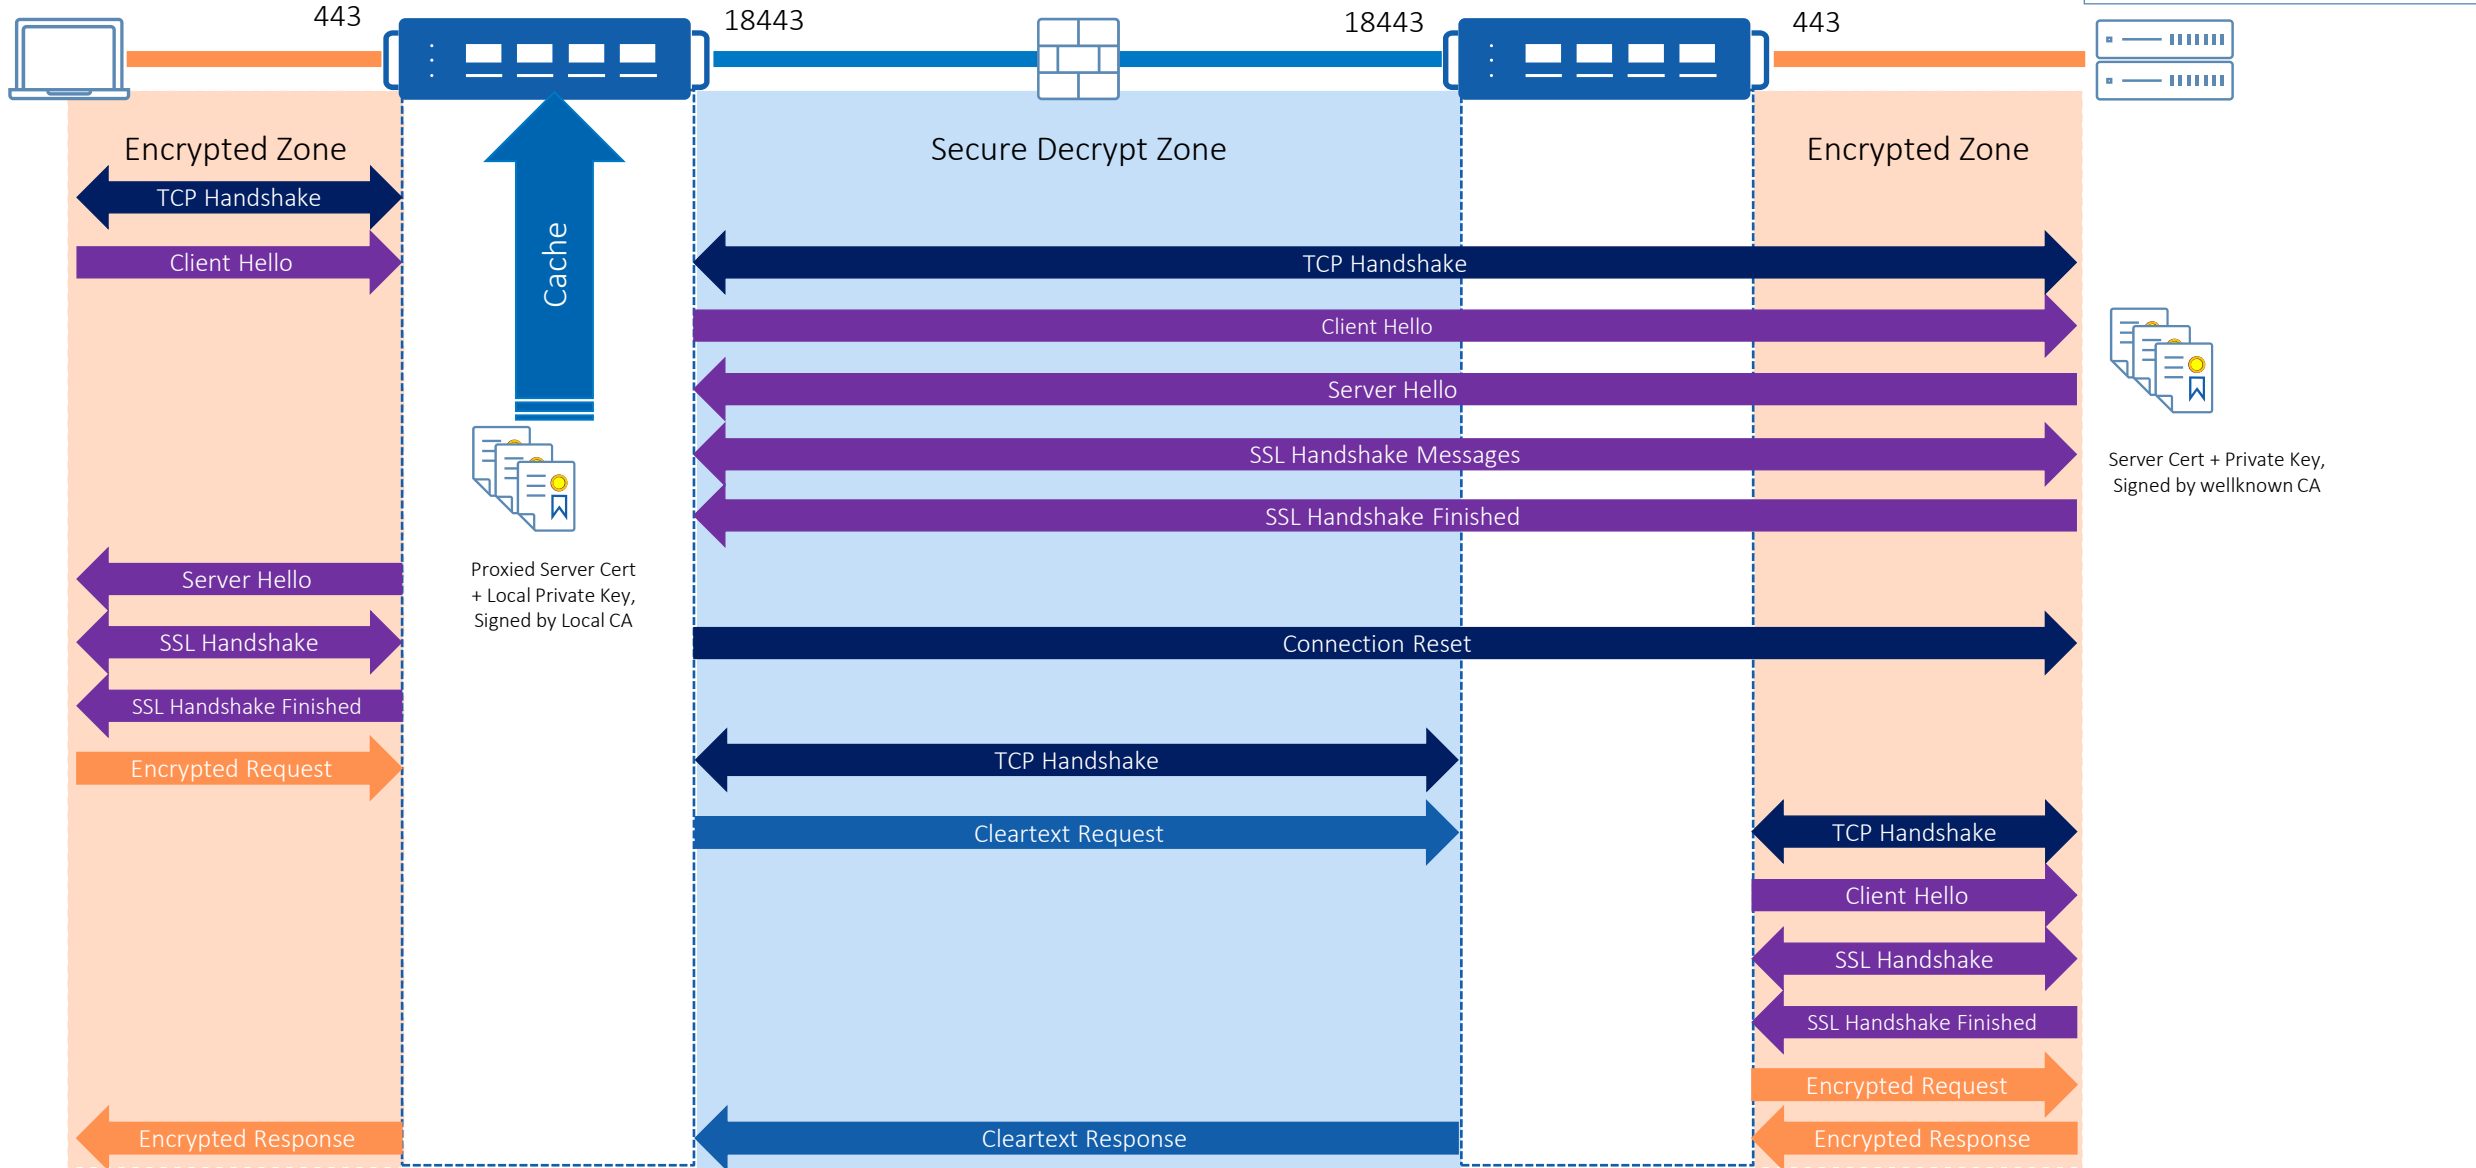 443
18443
18443
443
Encrypted Zone
Secure Decrypt Zone
Encrypted Zone
TCP Handshake
Client Hello
Cache
TCP Handshake
Client Hello
Server Hello
SSL Handshake Messages
SSL Handshake Finished
Server Cert + Private Key,
Signed by wellknown CA
Proxied Server Cert
+ Local Private Key,
Signed by Local CA
Server Hello
SSL Handshake
Connection Reset
SSL Handshake Finished
Encrypted Request
TCP Handshake
Cleartext Request
TCP Handshake
Client Hello
SSL Handshake
SSL Handshake Finished
Encrypted Request
Encrypted Response
Cleartext Response
Encrypted Response